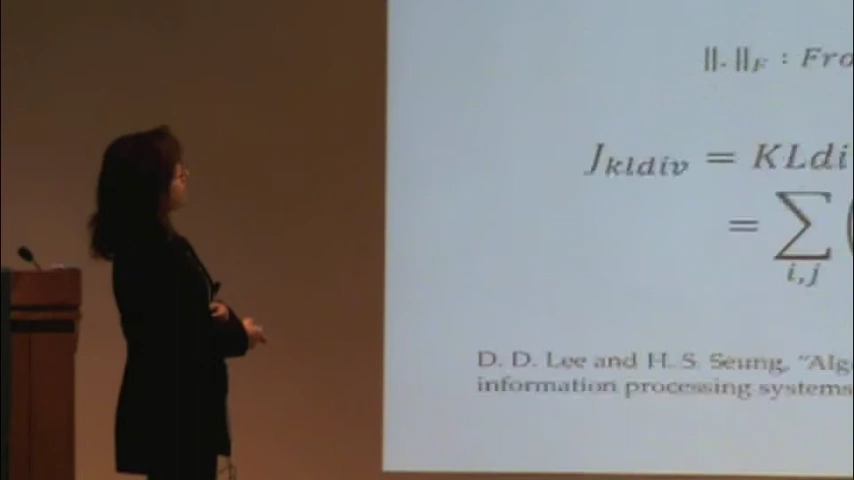 ‖.‖F : Fro
Jkldiv = KLdi
= ∑ (
i,j
D. D. Lee and H. S. Seung, "Alg
information processing systems